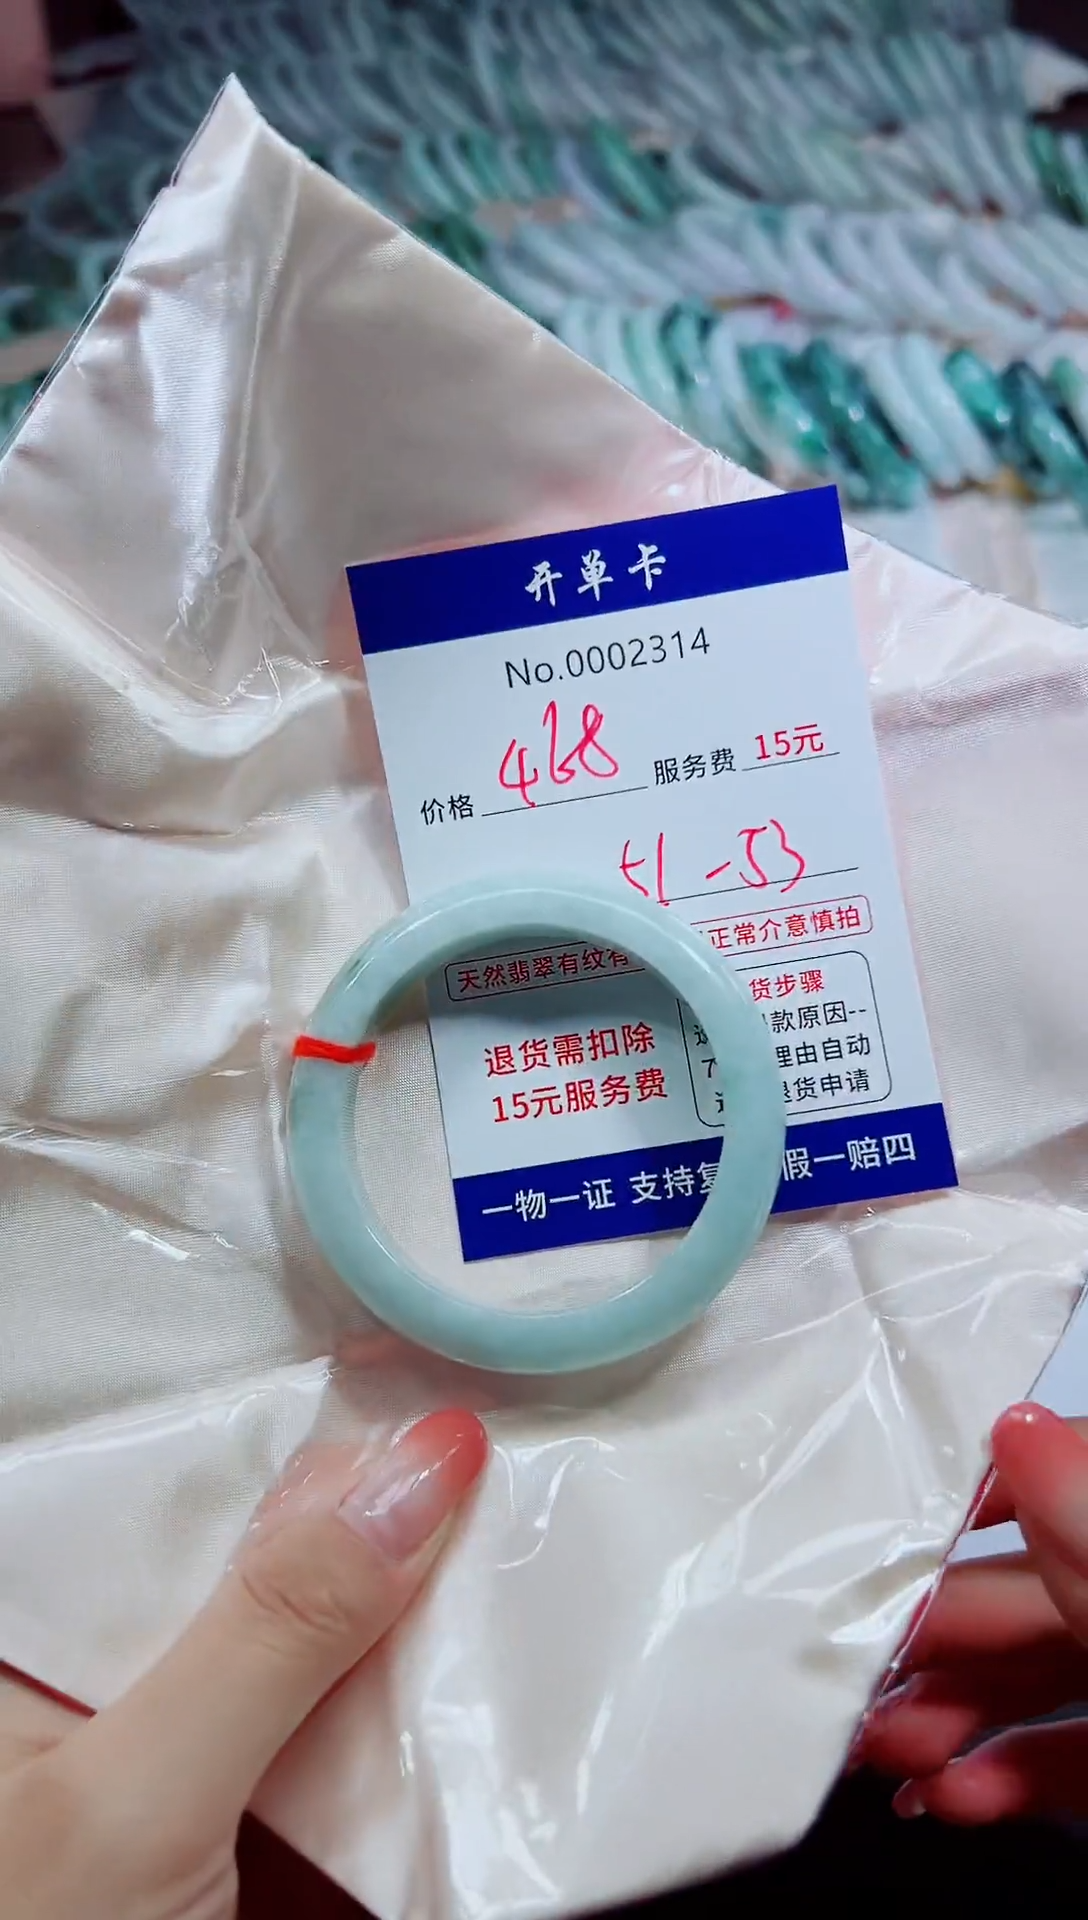 开单卡
No.0002314
价格 468 服务费 15元
51-53
天然翡翠有纹有 正常介意慎拍
退货需扣除
15元服务费
货步骤
款原因--
7 理由自动
退货申请
一物一证 支持复 假一赔四